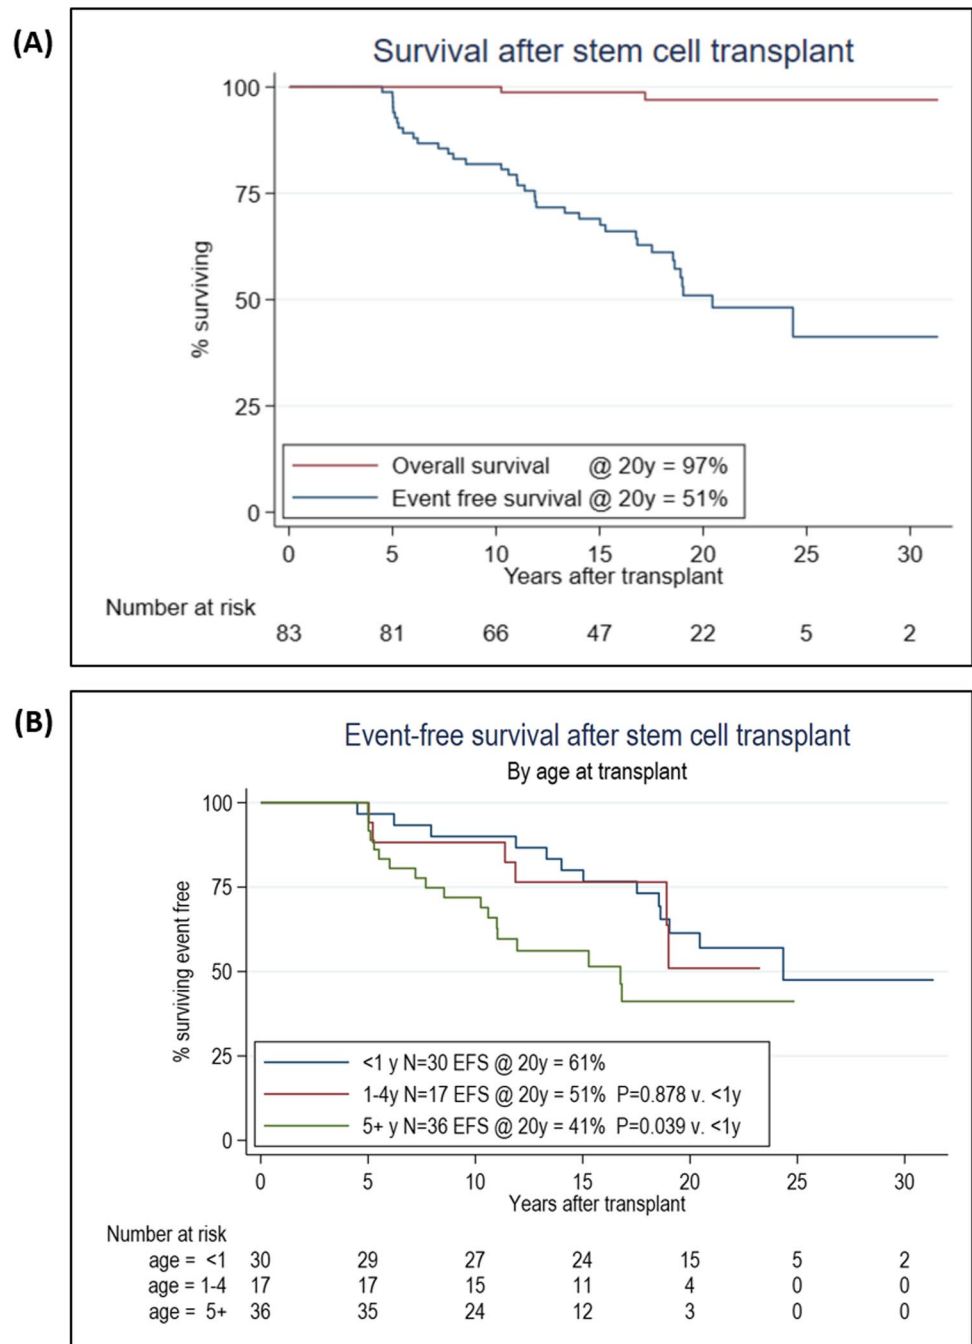 (A)
Survival after stem cell transplant
100
75
50
25
0
% surviving
Overall survival @ 20y = 97%
Event free survival @ 20y = 51%
0 5 10 15 20 25 30
Years after transplant
Number at risk
83 81 66 47 22 5 2
(B)
Event-free survival after stem cell transplant
By age at transplant
100
75
50
25
0
% surviving event free
<1 y N=30 EFS @ 20y = 61%
1-4y N=17 EFS @ 20y = 51% P=0.878 v. <1y
5+ y N=36 EFS @ 20y = 41% P=0.039 v. <1y
0 5 10 15 20 25 30
Years after transplant
Number at risk
age = <1 30 29 27 24 15 5 2
age = 1-4 17 17 15 11 4 0 0
age = 5+ 36 35 24 12 3 0 0